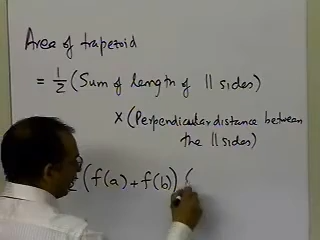 Area of trapezoid
= 1/2 (Sum of length of || sides)
× (Perpendicular distance between
the || sides)
(f(a) + f(b)) (